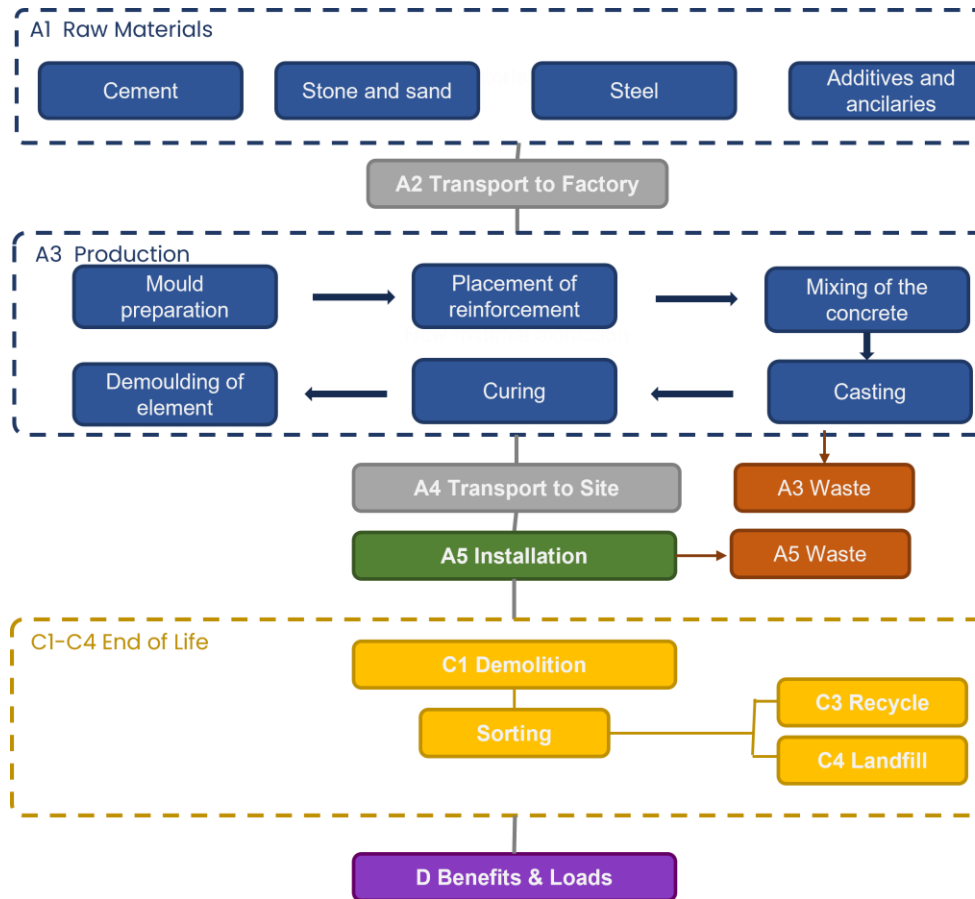 A1 Raw Materials
Cement
Stone and sand
Steel
Additives and
ancilaries
A2 Transport to Factory
A3 Production
Mould
preparation
Placement of
reinforcement
Mixing of the
concrete
Demoulding of
element
Curing
Casting
A4 Transport to Site
A3 Waste
A5 Installation
A5 Waste
C1-C4 End of Life
C1 Demolition
C3 Recycle
Sorting
C4 Landfill
D Benefits & Loads